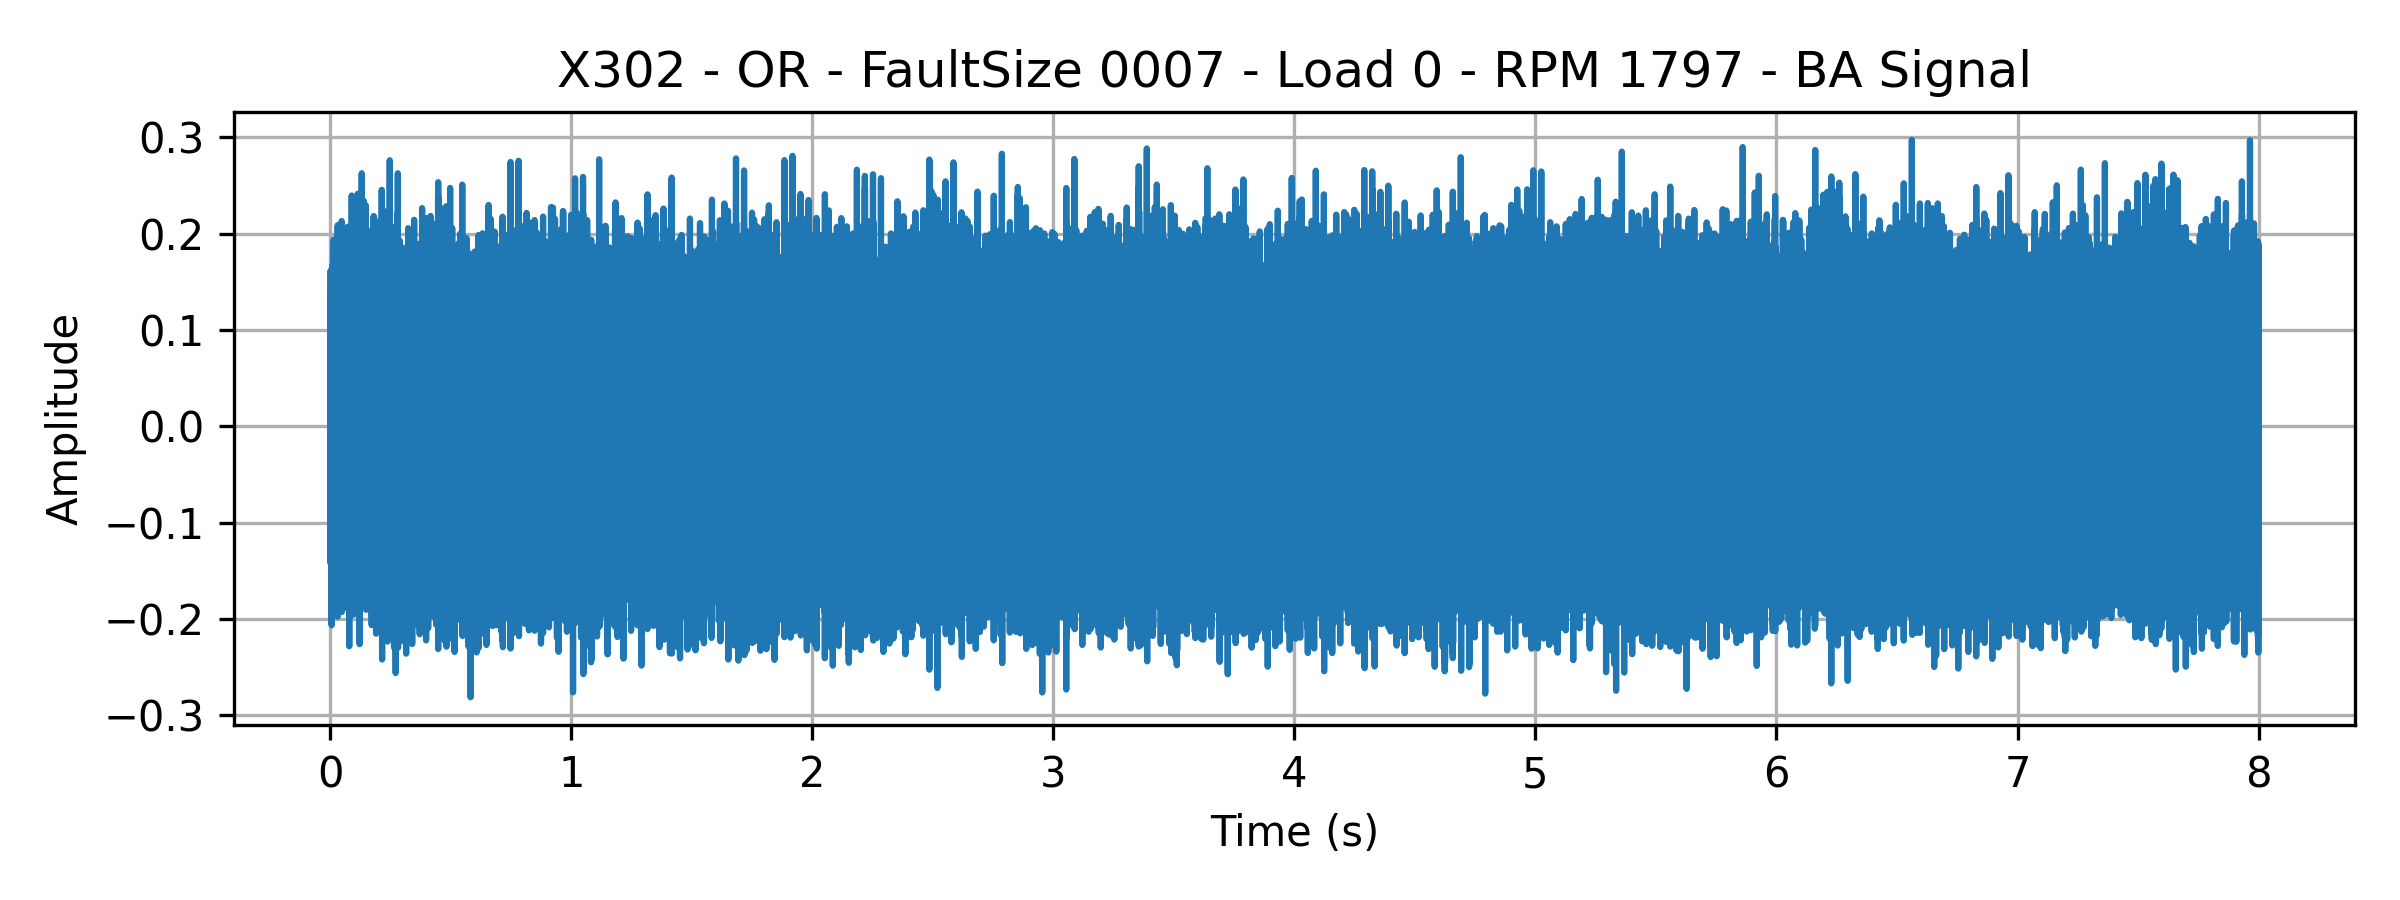 X302 - OR - FaultSize 0007 - Load 0 - RPM 1797 - BA Signal
0.3
0.2
0.1
0.0
−0.1
−0.2
−0.3
Amplitude
0 1 2 3 4 5 6 7 8
Time (s)